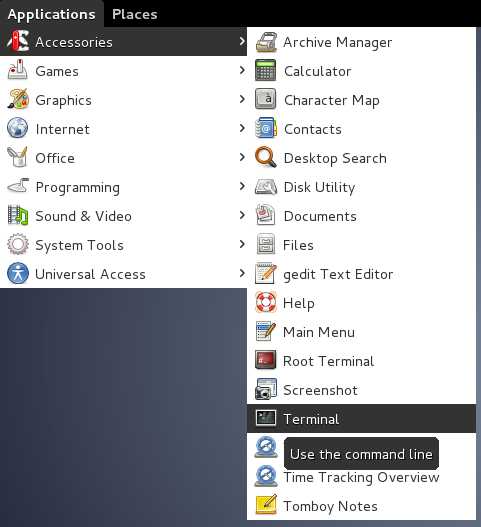 Applications Places
Accessories
Games
Graphics
Internet
Office
Programming
Sound & Video
System Tools
Universal Access
Archive Manager
Calculator
Character Map
Contacts
Desktop Search
Disk Utility
Documents
Files
gedit Text Editor
Help
Main Menu
Root Terminal
Screenshot
Terminal
Use the command line
Time Tracking Overview
Tomboy Notes